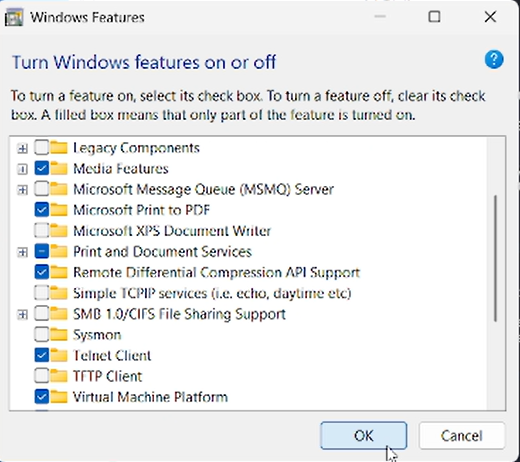 Windows Features
Turn Windows features on or off
?
To turn a feature on, select its check box. To turn a feature off, clear its check
box. A filled box means that only part of the feature is turned on.
Legacy Components
Media Features
Microsoft Message Queue (MSMQ) Server
Microsoft Print to PDF
Microsoft XPS Document Writer
Print and Document Services
Remote Differential Compression API Support
Simple TCPIP services (i.e. echo, daytime etc)
SMB 1.0/CIFS File Sharing Support
Sysmon
Telnet Client
TFTP Client
Virtual Machine Platform
OK
Cancel